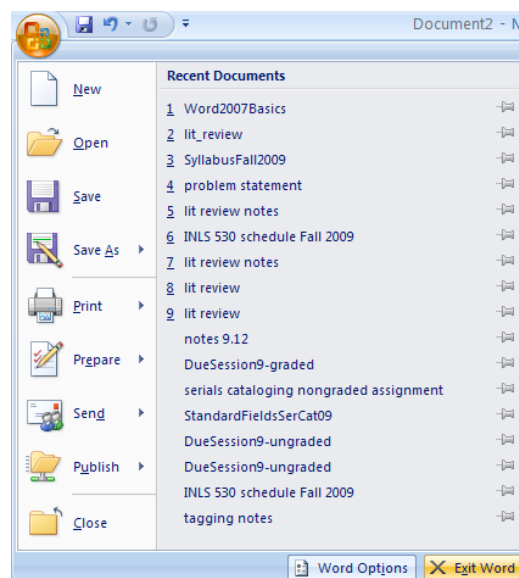 Document2 - N
New
Open
Save
Save As
Print
Prepare
Send
Publish
Close
Recent Documents
1 Word2007Basics
2 lit_review
3 SyllabusFall2009
4 problem statement
5 lit review notes
6 INLS 530 schedule Fall 2009
7 lit review notes
8 lit review
9 lit review
notes 9.12
DueSession9-graded
serials cataloging nongraded assignment
StandardFieldsSerCat09
DueSession9-ungraded
DueSession9-ungraded
INLS 530 schedule Fall 2009
tagging notes
Word Options
Exit Word